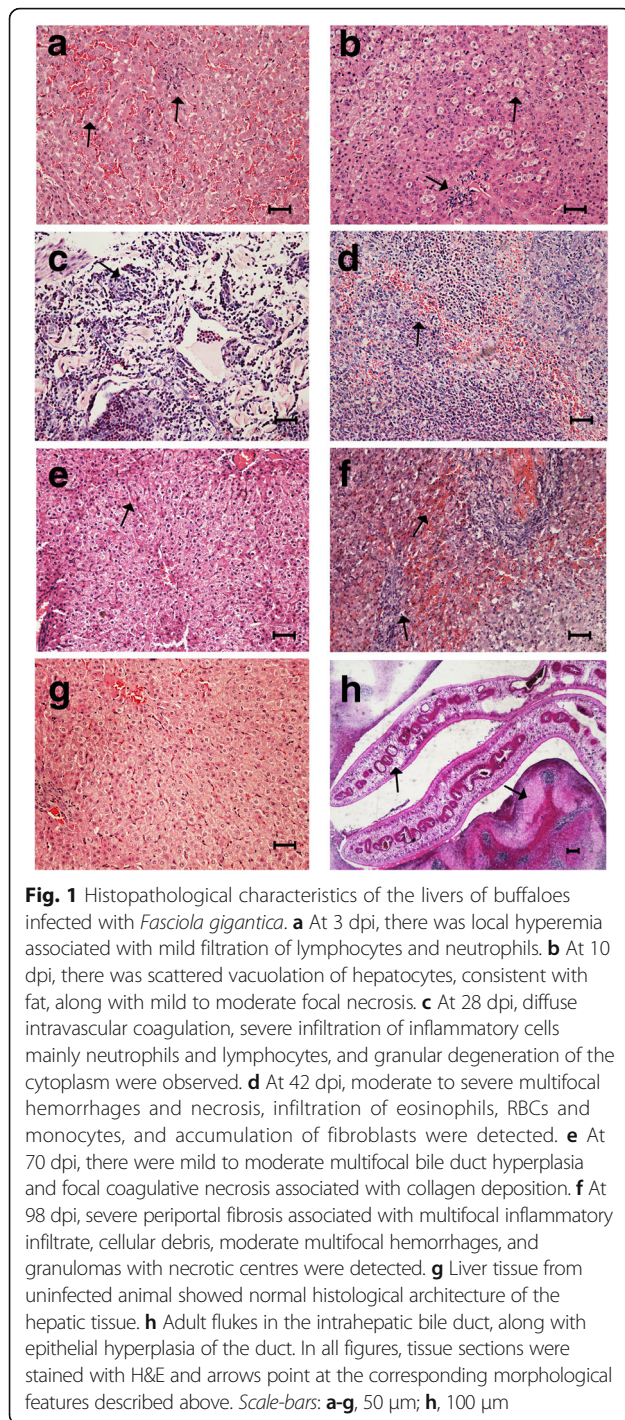 a
b
c
d
e
f
g
h
Fig. 1 Histopathological characteristics of the livers of buffaloes
infected with Fasciola gigantica. a At 3 dpi, there was local hyperemia
associated with mild filtration of lymphocytes and neutrophils. b At 10
dpi, there was scattered vacuolation of hepatocytes, consistent with
fat, along with mild to moderate focal necrosis. c At 28 dpi, diffuse
intravascular coagulation, severe infiltration of inflammatory cells
mainly neutrophils and lymphocytes, and granular degeneration of the
cytoplasm were observed. d At 42 dpi, moderate to severe multifocal
hemorrhages and necrosis, infiltration of eosinophils, RBCs and
monocytes, and accumulation of fibroblasts were detected. e At
70 dpi, there were mild to moderate multifocal bile duct hyperplasia
and focal coagulative necrosis associated with collagen deposition. f At
98 dpi, severe periportal fibrosis associated with multifocal inflammatory
infiltrate, cellular debris, moderate multifocal hemorrhages, and
granulomas with necrotic centres were detected. g Liver tissue from
uninfected animal showed normal histological architecture of the
hepatic tissue. h Adult flukes in the intrahepatic bile duct, along with
epithelial hyperplasia of the duct. In all figures, tissue sections were
stained with H&E and arrows point at the corresponding morphological
features described above. Scale-bars: a-g, 50 µm; h, 100 µm